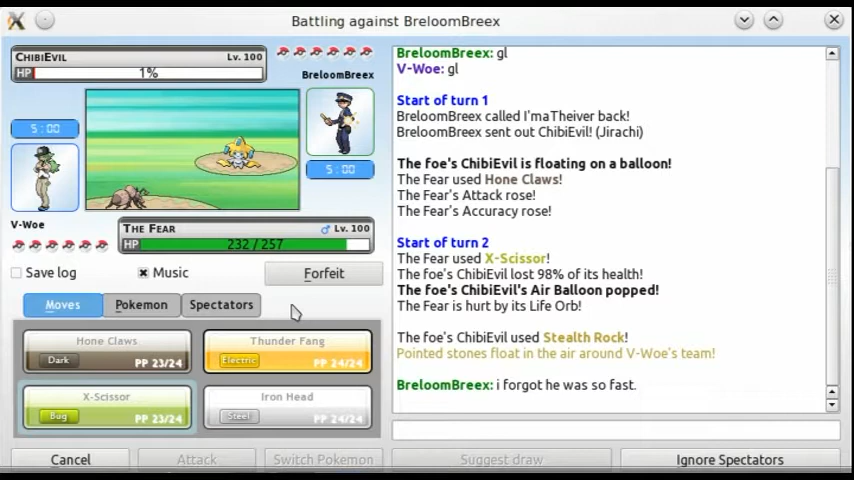 Battling against BreloomBreex
CHIBIEVIL Lv. 100
HP 1%
BreloomBreex
5 : 00
5 : 00
V-Woe
THE FEAR ♂ Lv. 100
HP 232 / 257
Save log
Music
Forfeit
Moves
Pokemon
Spectators
Hone Claws
Dark PP 23/24
Thunder Fang
Electric PP 24/24
X-Scissor
Bug PP 23/24
Iron Head
Steel PP 24/24
Cancel
Attack
Switch Pokemon
BreloomBreex: gl
V-Woe: gl
Start of turn 1
BreloomBreex called I'maTheiver back!
BreloomBreex sent out ChibiEvil! (Jirachi)
The foe's ChibiEvil is floating on a balloon!
The Fear used Hone Claws!
The Fear's Attack rose!
The Fear's Accuracy rose!
Start of turn 2
The Fear used X-Scissor!
The foe's ChibiEvil lost 98% of its health!
The foe's ChibiEvil's Air Balloon popped!
The Fear is hurt by its Life Orb!
The foe's ChibiEvil used Stealth Rock!
Pointed stones float in the air around V-Woe's team!
BreloomBreex: i forgot he was so fast.
Suggest draw
Ignore Spectators